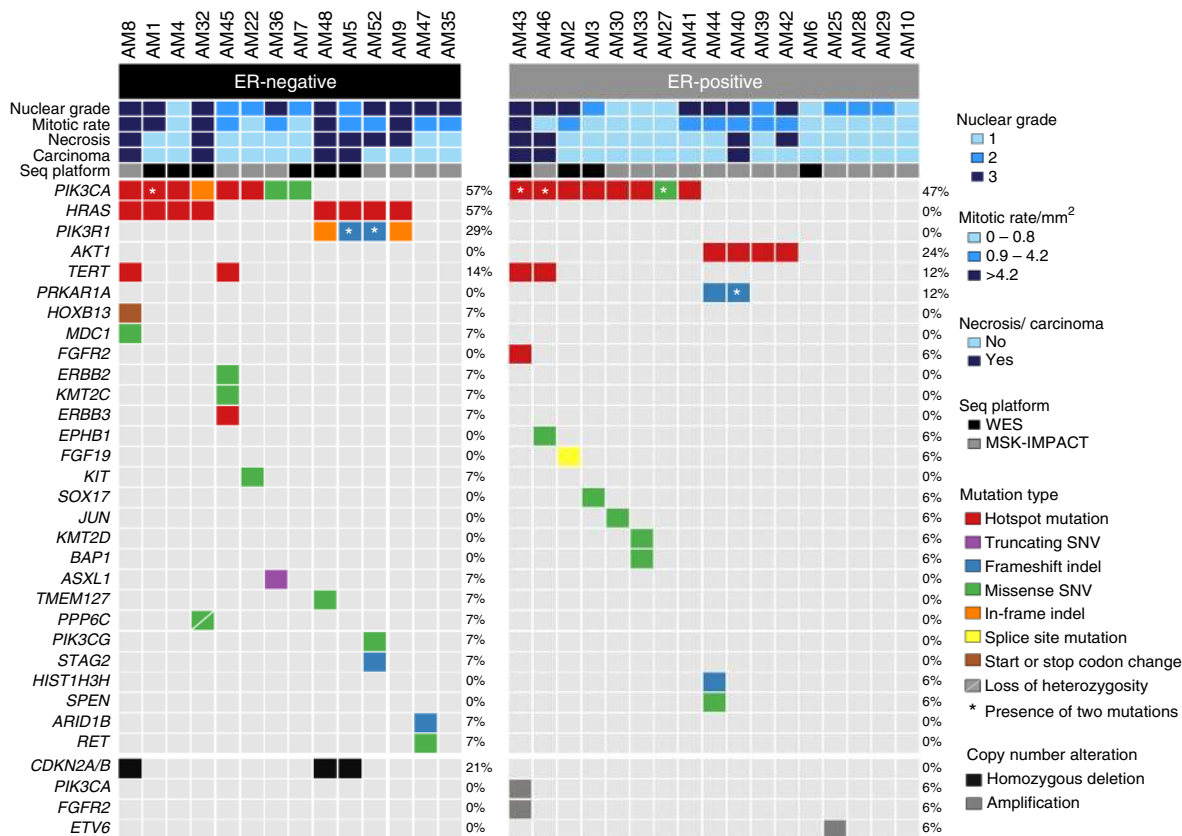 AM8 AM1 AM4 AM32 AM45 AM22 AM36 AM7 AM48 AM5 AM52 AM9 AM47 AM35 AM43 AM46 AM2 AM3 AM30 AM33 AM27 AM41 AM44 AM40 AM39 AM42 AM6 AM25 AM28 AM29 AM10
ER-negative ER-positive
Nuclear grade
Mitotic rate
Necrosis
Carcinoma
Seq platform
PIK3CA * 57% * * * 47%
HRAS 57% 0%
PIK3R1 * * 29% 0%
AKT1 0% 24%
TERT 14% 12%
PRKAR1A 0% * 12%
HOXB13 7% 0%
MDC1 7% 0%
FGFR2 0% 6%
ERBB2 7% 0%
KMT2C 7% 0%
ERBB3 7% 0%
EPHB1 0% 6%
FGF19 0% 6%
KIT 7% 0%
SOX17 0% 6%
JUN 0% 6%
KMT2D 0% 6%
BAP1 0% 6%
ASXL1 7% 0%
TMEM127 7% 0%
PPP6C 7% 0%
PIK3CG 7% 0%
STAG2 7% 0%
HIST1H3H 0% 6%
SPEN 0% 6%
ARID1B 7% 0%
RET 7% 0%
CDKN2A/B 21% 0%
PIK3CA 0% 6%
FGFR2 0% 6%
ETV6 0% 6%
Nuclear grade
1
2
3
Mitotic rate/mm²
0 – 0.8
0.9 – 4.2
>4.2
Necrosis/ carcinoma
No
Yes
Seq platform
WES
MSK-IMPACT
Mutation type
Hotspot mutation
Truncating SNV
Frameshift indel
Missense SNV
In-frame indel
Splice site mutation
Start or stop codon change
Loss of heterozygosity
* Presence of two mutations
Copy number alteration
Homozygous deletion
Amplification